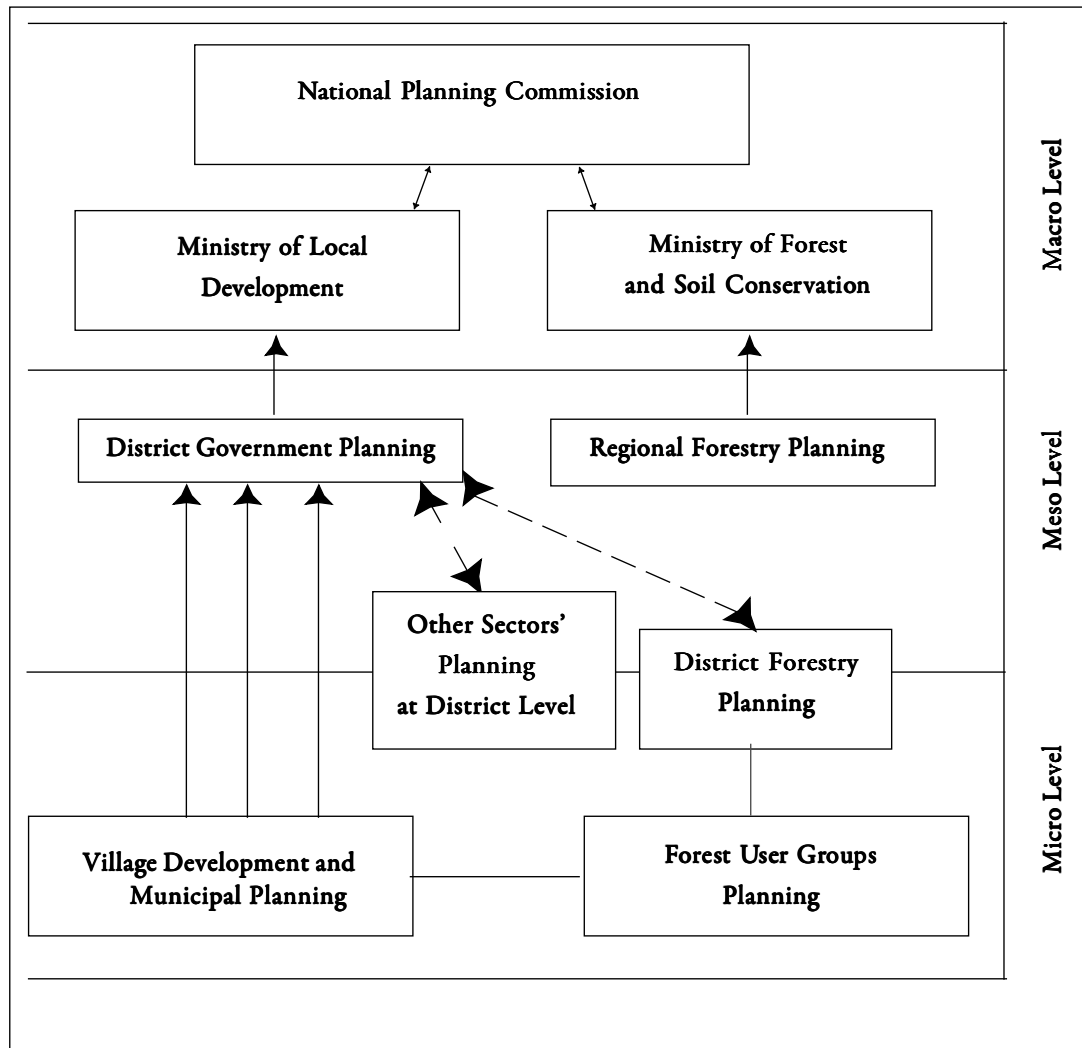 National Planning Commission
Ministry of Local
Development
Ministry of Forest
and Soil Conservation
Macro Level
District Government Planning
Regional Forestry Planning
Meso Level
Other Sectors’
Planning
at District Level
District Forestry
Planning
Village Development and
Municipal Planning
Forest User Groups
Planning
Micro Level